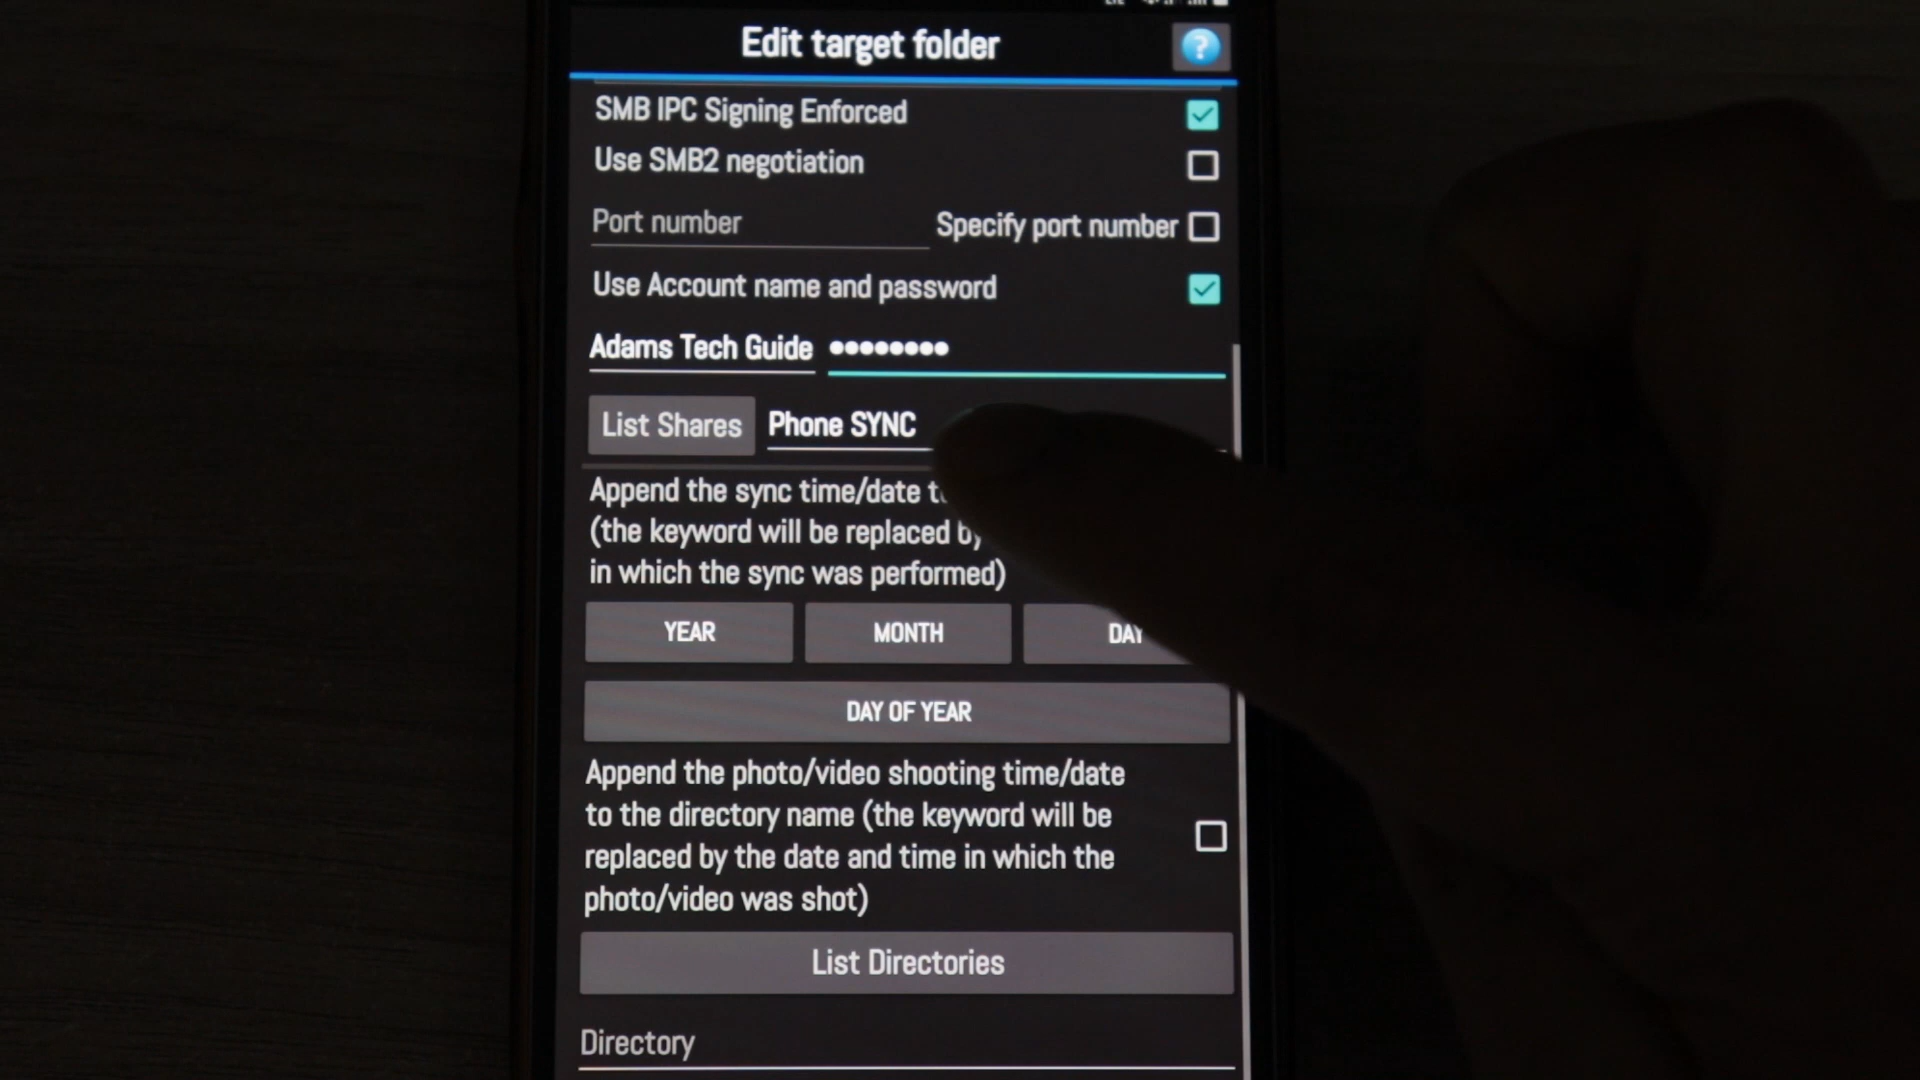 Edit target folder
?
SMB IPC Signing Enforced
Use SMB2 negotiation
Port number Specify port number
Use Account name and password
Adams Tech Guide ••••••••
List Shares Phone SYNC
Append the sync time/date
(the keyword will be replaced
in which the sync was performed)
YEAR MONTH DAY
DAY OF YEAR
Append the photo/video shooting time/date
to the directory name (the keyword will be
replaced by the date and time in which the
photo/video was shot)
List Directories
Directory